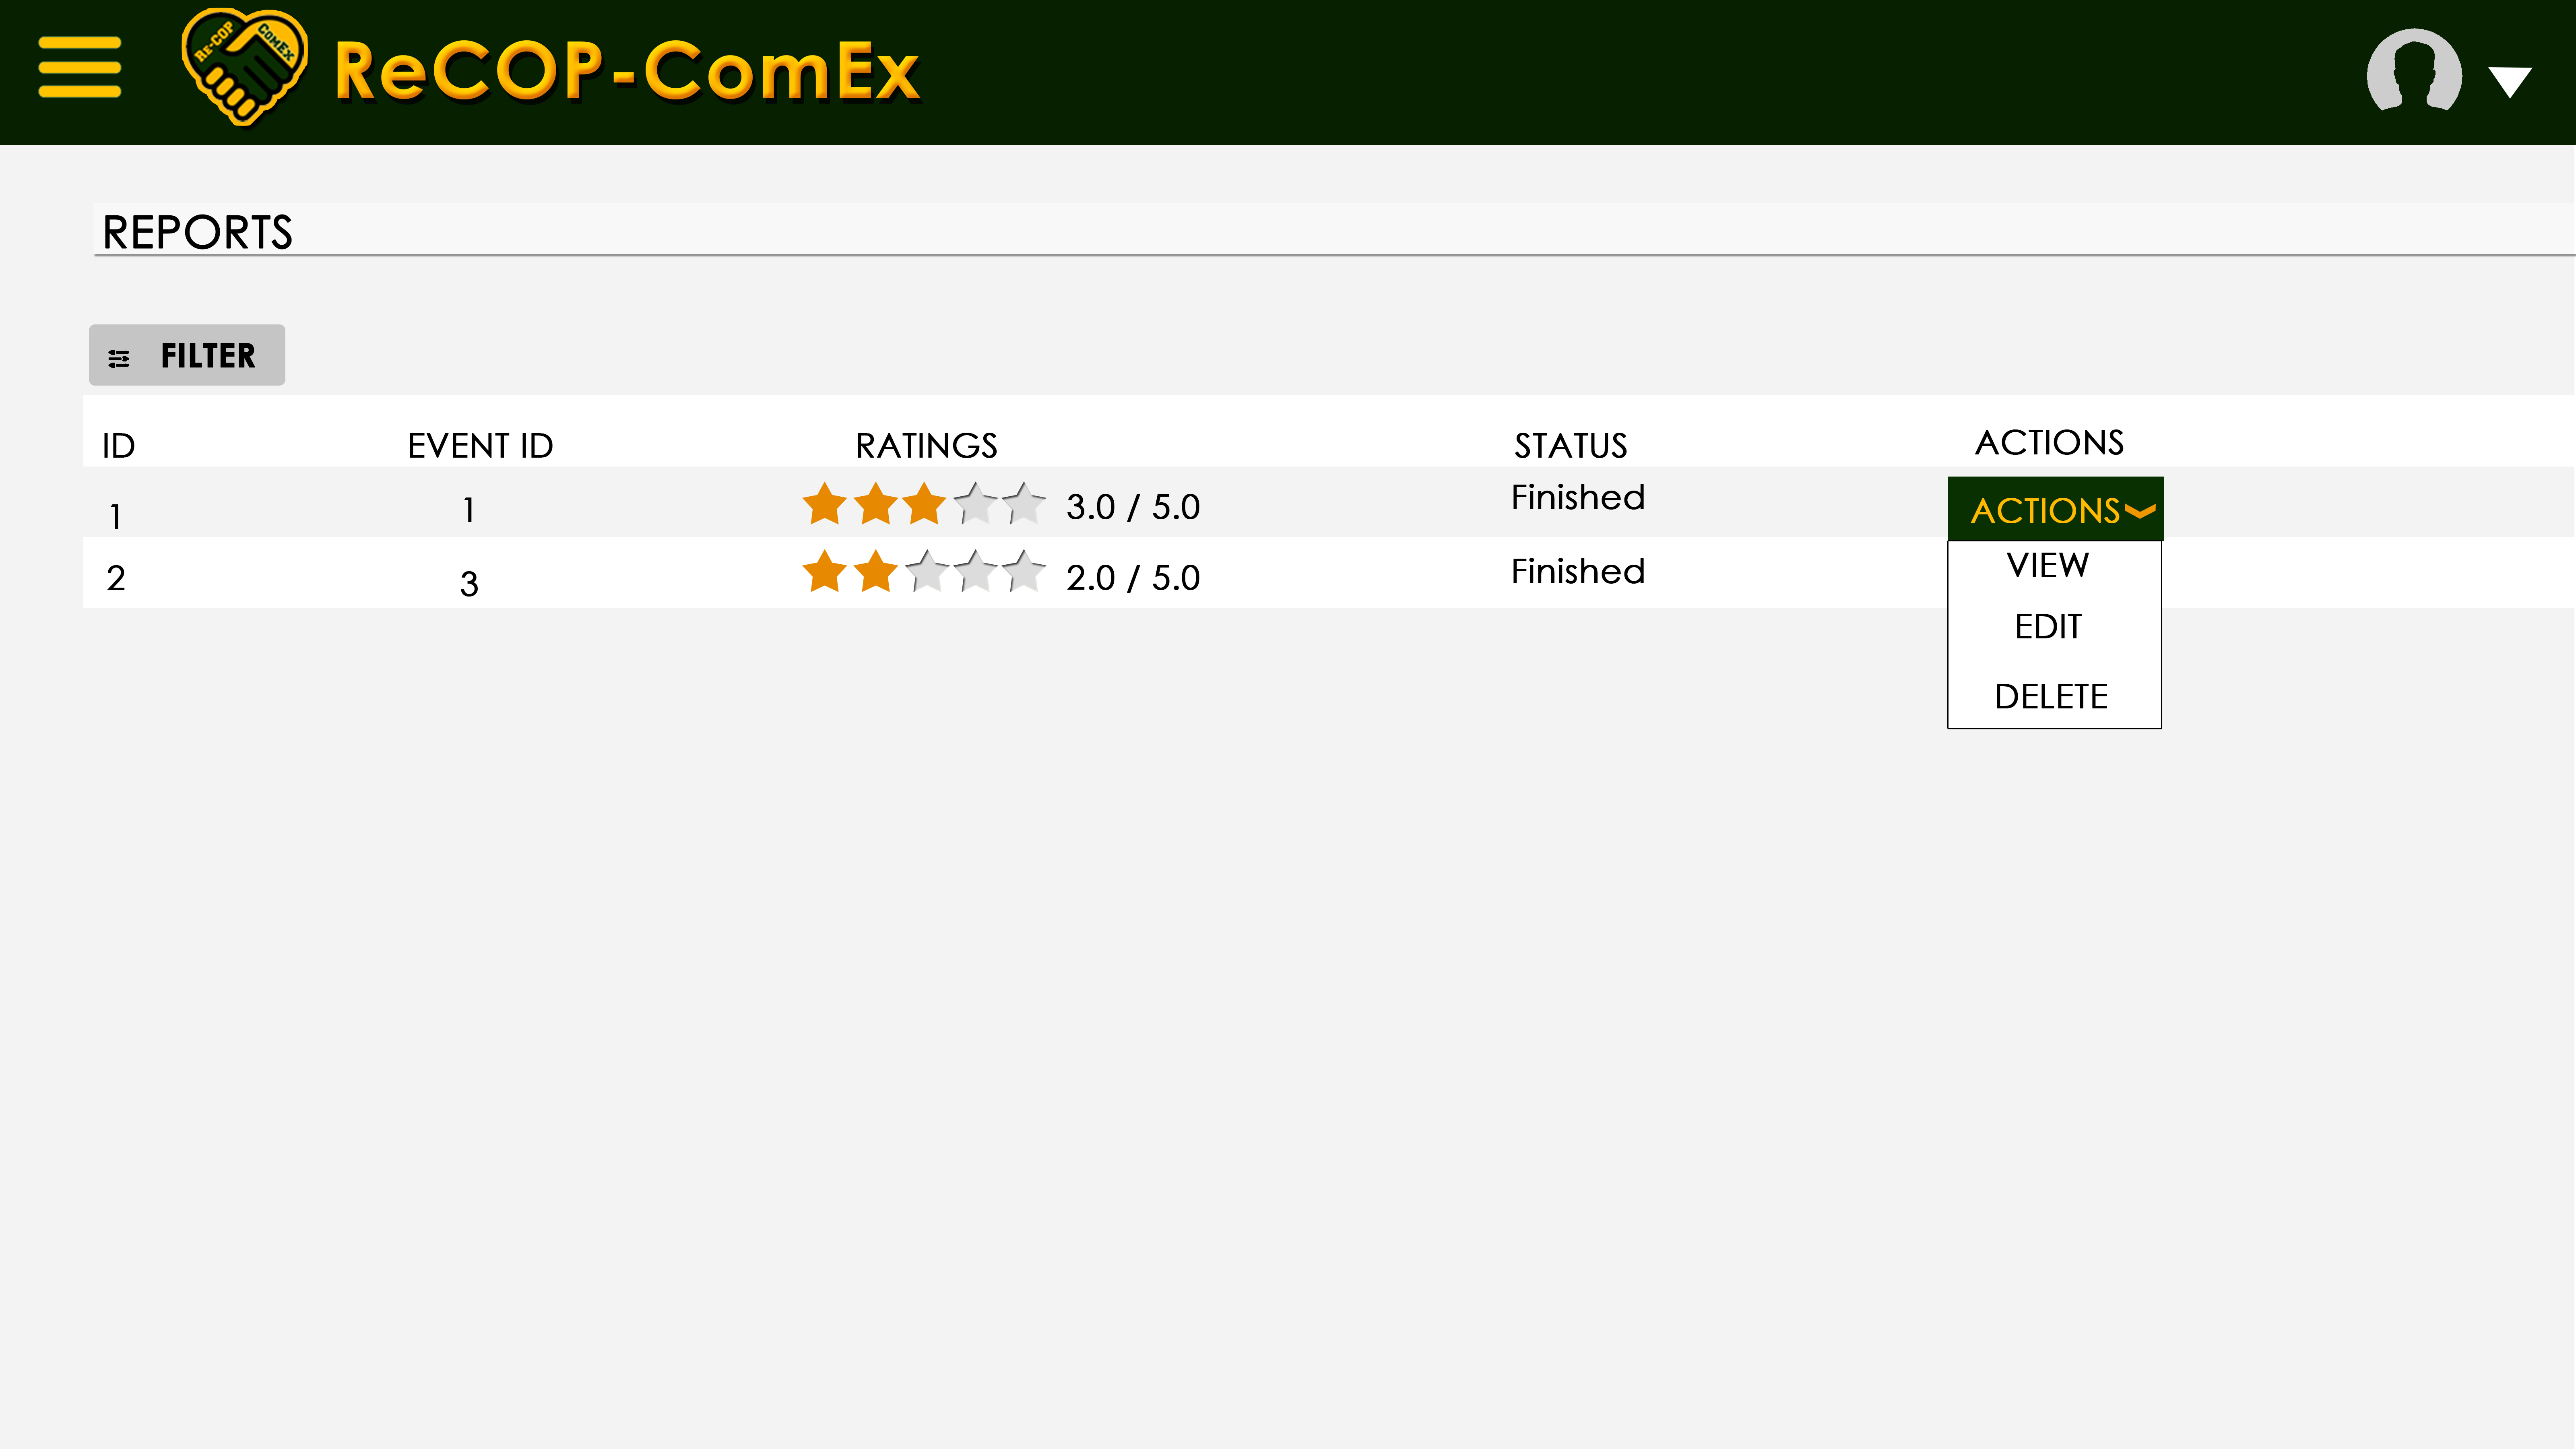 Re-COP ComEx
ReCOP-ComEx
REPORTS
FILTER
ID EVENT ID RATINGS STATUS ACTIONS
1 1 3.0 / 5.0 Finished ACTIONS
2 3 2.0 / 5.0 Finished
VIEW
EDIT
DELETE